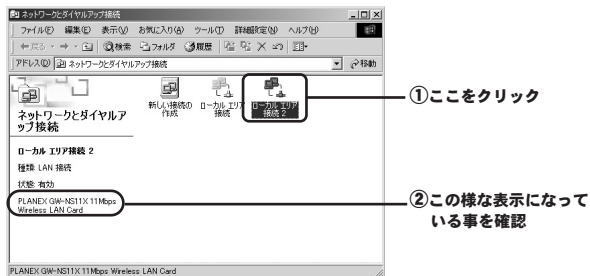 ネットワークとダイヤルアップ接続
ファイル(F) 編集(E) 表示(V) お気に入り(A) ツール(T) 詳細設定(N) ヘルプ(H)
戻る 検索 フォルダ 履歴
アドレス(D) ネットワークとダイヤルアップ接続 移動
ネットワークとダイヤルア
ップ接続
新しい接続の
作成
ローカル エリア
接続
ローカル エリア
接続 2
①ここをクリック
ローカル エリア接続 2
種類: LAN 接続
状態: 有効
PLANEX GW-NS11X 11Mbps
Wireless LAN Card
②この様な表示になって
いる事を確認
PLANEX GW-NS11X 11Mbps Wireless LAN Card